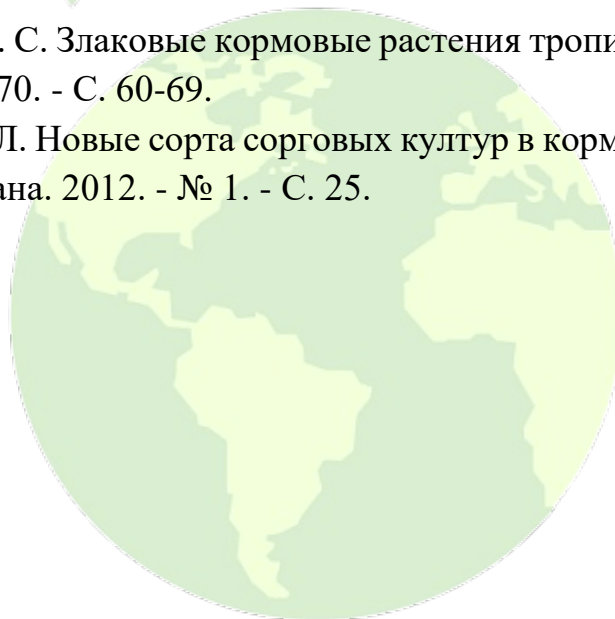 . С. Злаковые кормовые растения тропи
70. - С. 60-69.
Л. Новые сорта сорговых култур в корм
ана. 2012. - № 1. - С. 25.